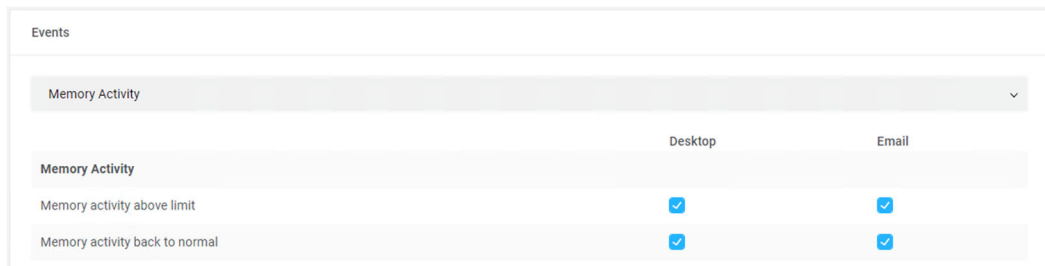 Events
Memory Activity
Desktop Email
Memory Activity
Memory activity above limit
Memory activity back to normal